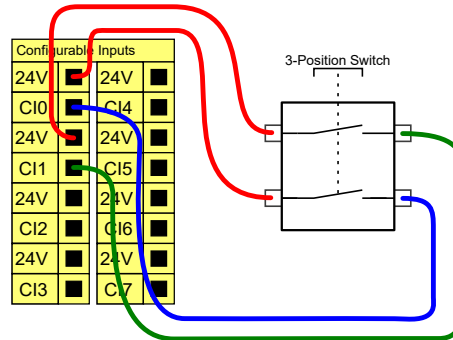 Configurable Inputs
24V 24V
CI0 CI4
24V 24V
CI1 CI5
24V 24V
CI2 CI6
24V 24V
CI3 CI7
3-Position Switch